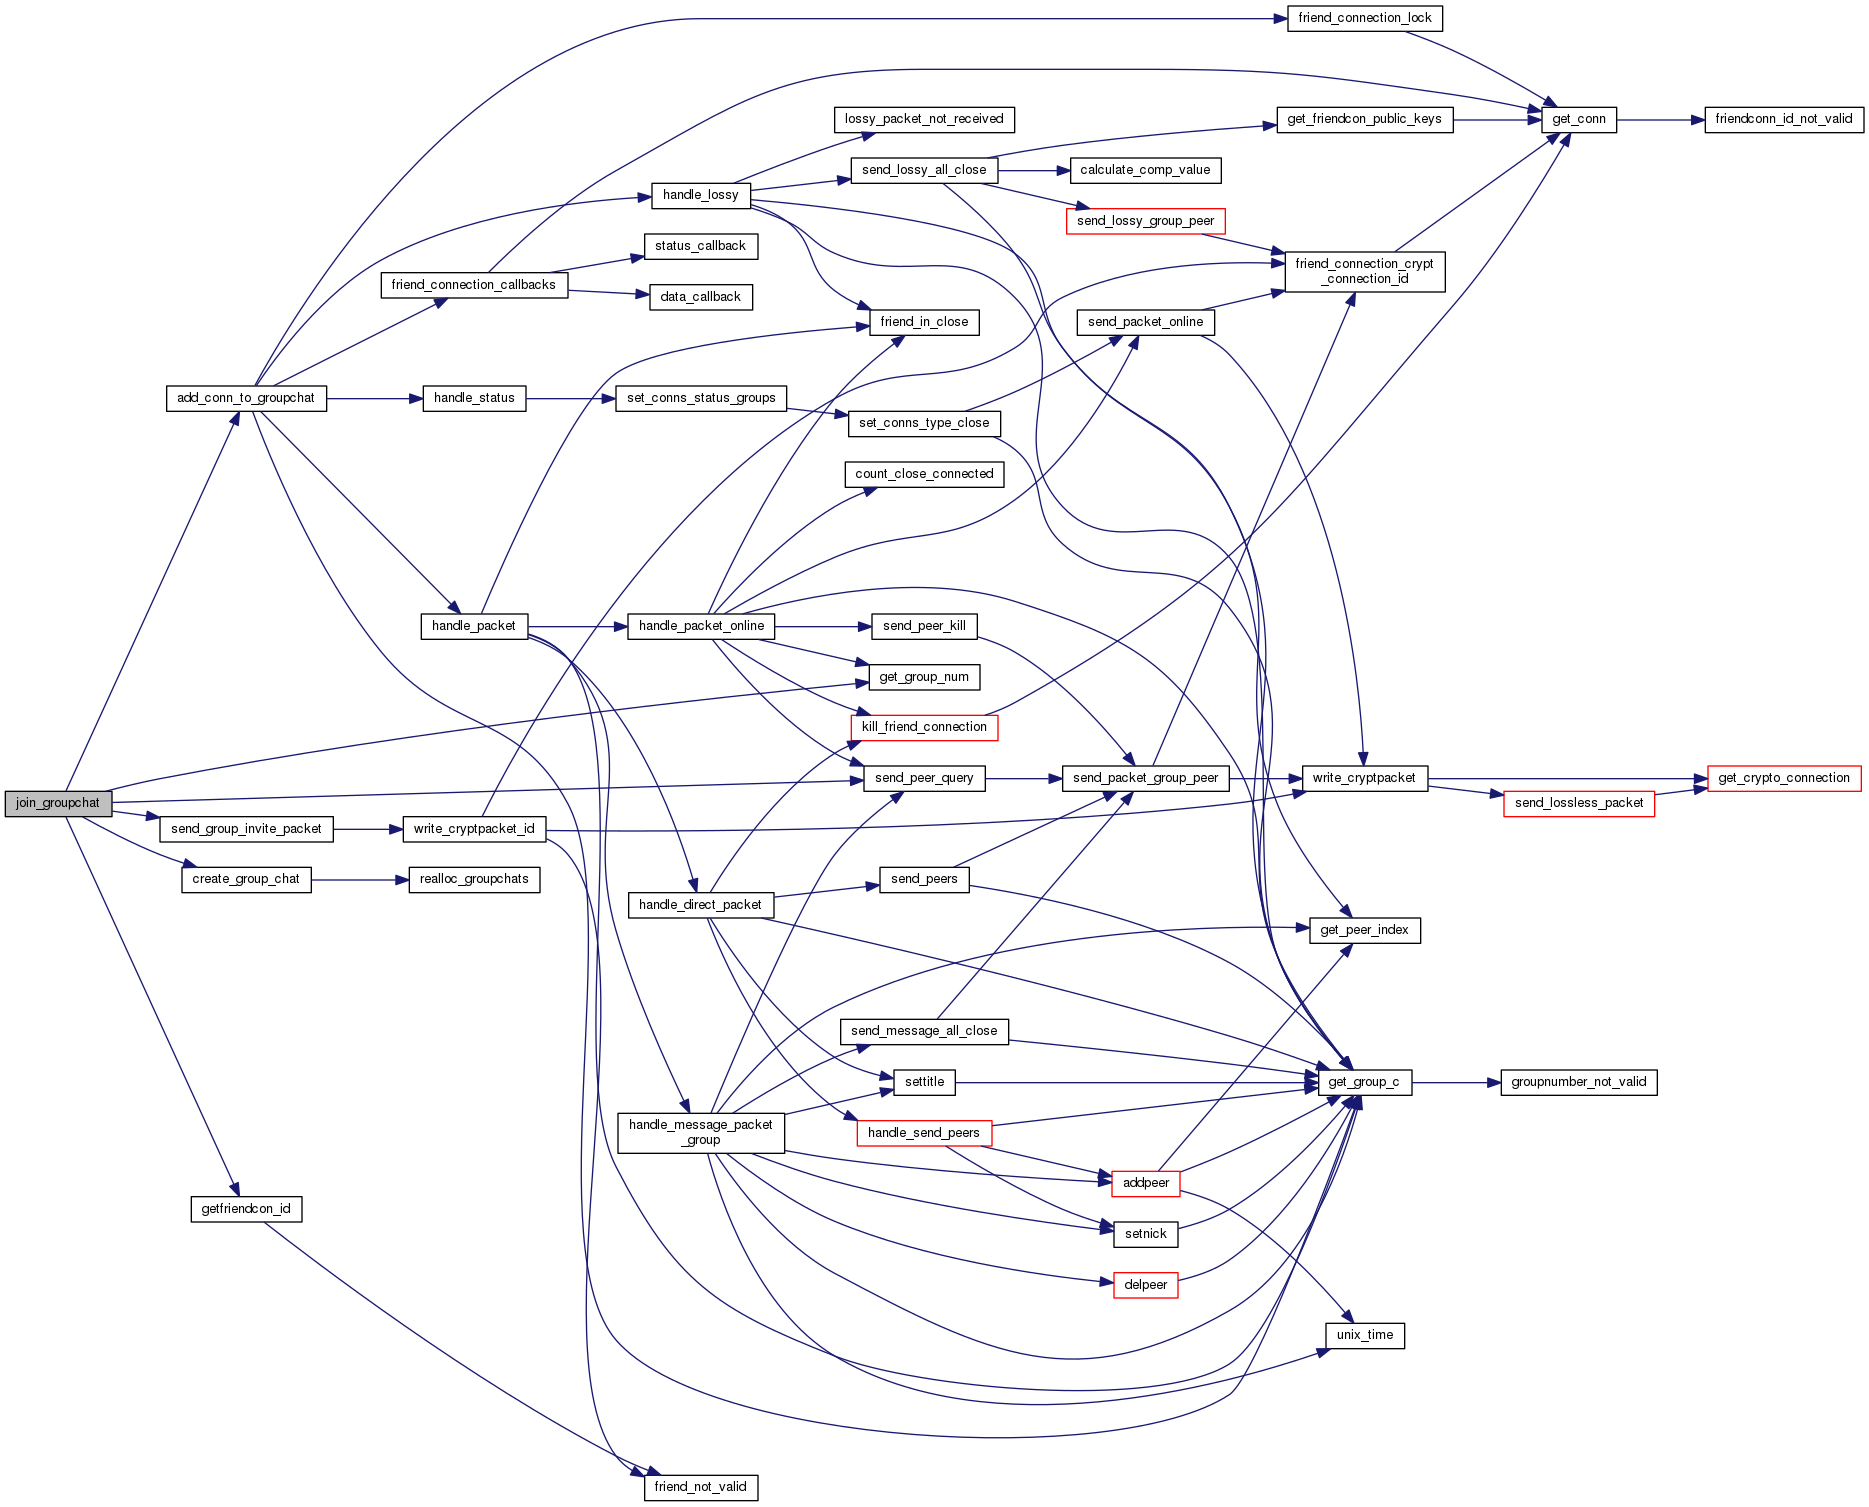 friend_connection_lock
lossy_packet_not_received
get_friendcon_public_keys
get_conn
friendconn_id_not_valid
send_lossy_all_close
calculate_comp_value
handle_lossy
send_lossy_group_peer
status_callback
friend_connection_crypt
_connection_id
friend_connection_callbacks
data_callback
friend_in_close
send_packet_online
add_conn_to_groupchat
handle_status
set_conns_status_groups
set_conns_type_close
count_close_connected
handle_packet
handle_packet_online
send_peer_kill
get_group_num
kill_friend_connection
send_peer_query
send_packet_group_peer
write_cryptpacket
get_crypto_connection
join_groupchat
send_lossless_packet
send_group_invite_packet
write_cryptpacket_id
create_group_chat
realloc_groupchats
send_peers
handle_direct_packet
get_peer_index
send_message_all_close
settitle
get_group_c
groupnumber_not_valid
handle_message_packet
_group
handle_send_peers
addpeer
getfriendcon_id
setnick
delpeer
unix_time
friend_not_valid